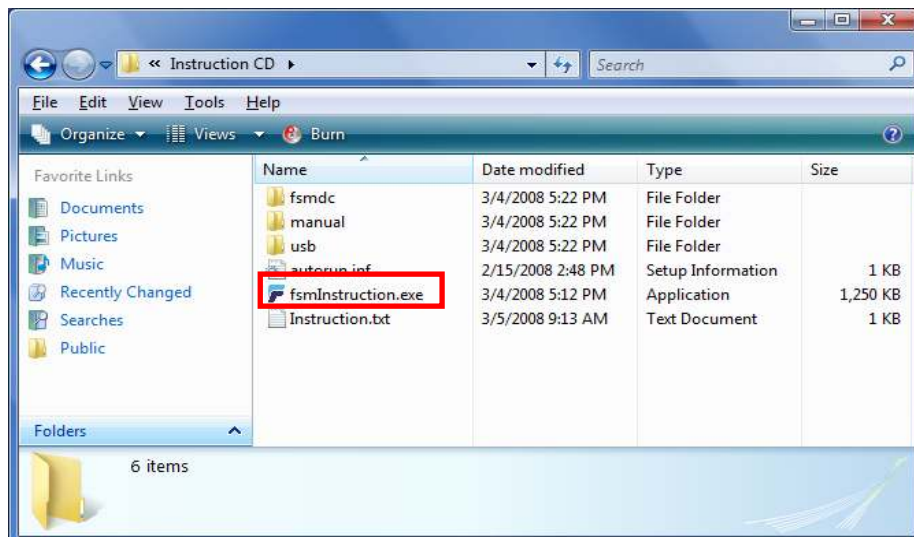 « Instruction CD
Search
File Edit View Tools Help
Organize Views Burn
Favorite Links
Documents
Pictures
Music
Recently Changed
Searches
Public
Folders
Name Date modified Type Size
fsmdc 3/4/2008 5:22 PM File Folder
manual 3/4/2008 5:22 PM File Folder
usb 3/4/2008 5:22 PM File Folder
autorun.inf 2/15/2008 2:48 PM Setup Information 1 KB
fsmInstruction.exe 3/4/2008 5:12 PM Application 1,250 KB
Instruction.txt 3/5/2008 9:13 AM Text Document 1 KB
6 items